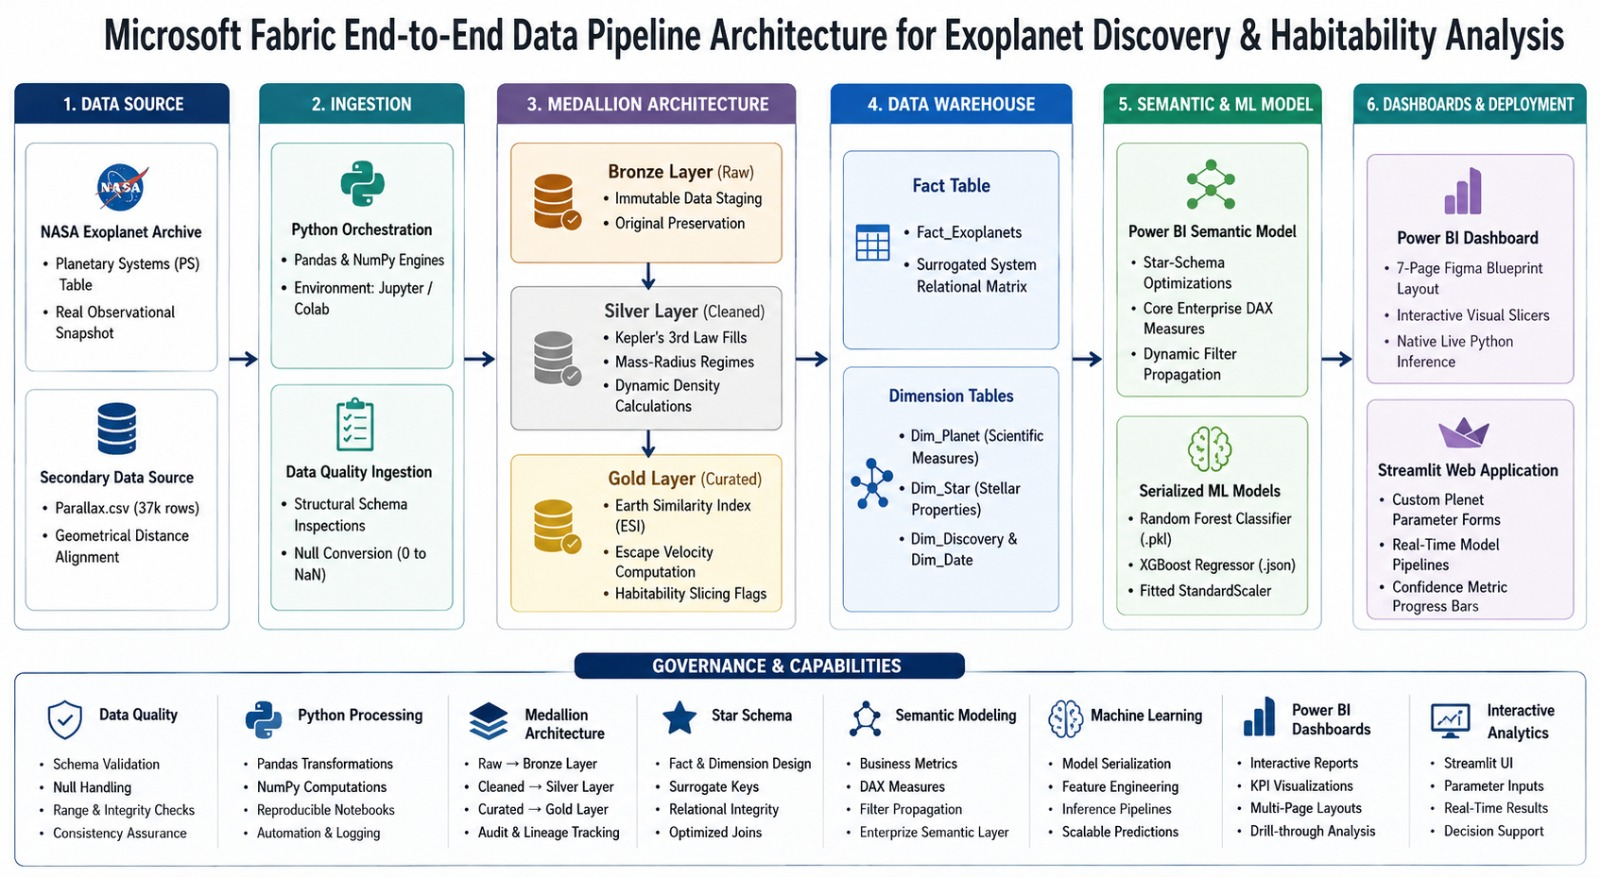 Microsoft Fabric End-to-End Data Pipeline Architecture for Exoplanet Discovery & Habitability Analysis
1. DATA SOURCE
NASA
NASA Exoplanet Archive
• Planetary Systems (PS)
Table
• Real Observational
Snapshot
Secondary Data Source
• Parallax.csv (37k rows)
• Geometrical Distance
Alignment
2. INGESTION
Python Orchestration
• Pandas & NumPy Engines
• Environment: Jupyter /
Colab
Data Quality Ingestion
• Structural Schema
Inspections
• Null Conversion (0 to
NaN)
3. MEDALLION ARCHITECTURE
Bronze Layer (Raw)
• Immutable Data Staging
• Original Preservation
Silver Layer (Cleaned)
• Kepler's 3rd Law Fills
• Mass-Radius Regimes
• Dynamic Density
Calculations
Gold Layer (Curated)
• Earth Similarity Index
(ESI)
• Escape Velocity
Computation
• Habitability Slicing Flags
4. DATA WAREHOUSE
Fact Table
• Fact_Exoplanets
• Surrogated System
Relational Matrix
Dimension Tables
• Dim_Planet (Scientific
Measures)
• Dim_Star (Stellar
Properties)
• Dim_Discovery &
Dim_Date
5. SEMANTIC & ML MODEL
Power BI Semantic Model
• Star-Schema
Optimizations
• Core Enterprise DAX
Measures
• Dynamic Filter
Propagation
Serialized ML Models
• Random Forest Classifier
(.pkl)
• XGBoost Regressor (.json)
• Fitted StandardScaler
6. DASHBOARDS & DEPLOYMENT
Power BI Dashboard
• 7-Page Figma Blueprint
Layout
• Interactive Visual Slicers
• Native Live Python
Inference
Streamlit Web Application
• Custom Plenet
Parameter Forms
• Real-Time Model
Pipelines
• Confidence Metric
Progress Bars
GOVERNANCE & CAPABILITIES
Data Quality
• Schema Validation
• Null Handling
• Range & Integrity Checks
• Consistency Assurance
Python Processing
• Pandas Transformations
• NumPy Computations
• Reproducible Notebooks
• Automation & Logging
Medallion
Architecture
• Raw → Bronze Layer
• Cleaned → Silver Layer
• Curated → Gold Layer
• Audit & Lineage Tracking
Star Schema
• Fact & Dimension Design
• Surrogate Keys
• Relational Integrity
• Optimized Joins
Semantic Modeling
• Business Metrics
• DAX Measures
• Filter Propagation
• Enterprize Semantic Layer
Machine Learning
• Model Serialization
• Feature Engineering
• Inference Pipelines
• Scalable Predictions
Power BI
Dashboards
• Interactive Reports
• KPI Visualizations
• Multi-Page Layouts
• Drill-through Analysis
Interactive
Analytics
• Streamlit UI
• Parameter Inputs
• Real-Time Results
• Decision Support